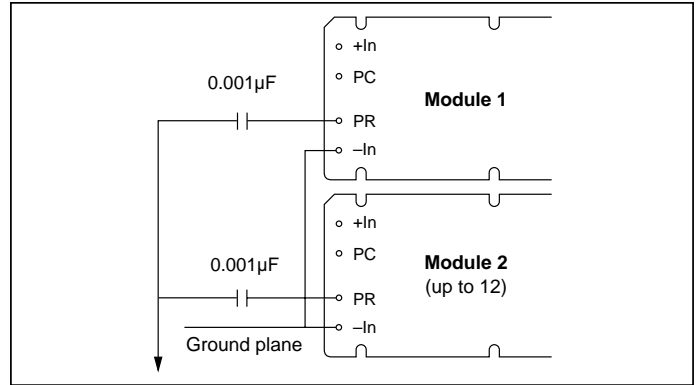 +In
0.001µF
PC
Module 1
PR
–In
+In
0.001µF
PC
Module 2
(up to 12)
PR
–In
Ground plane